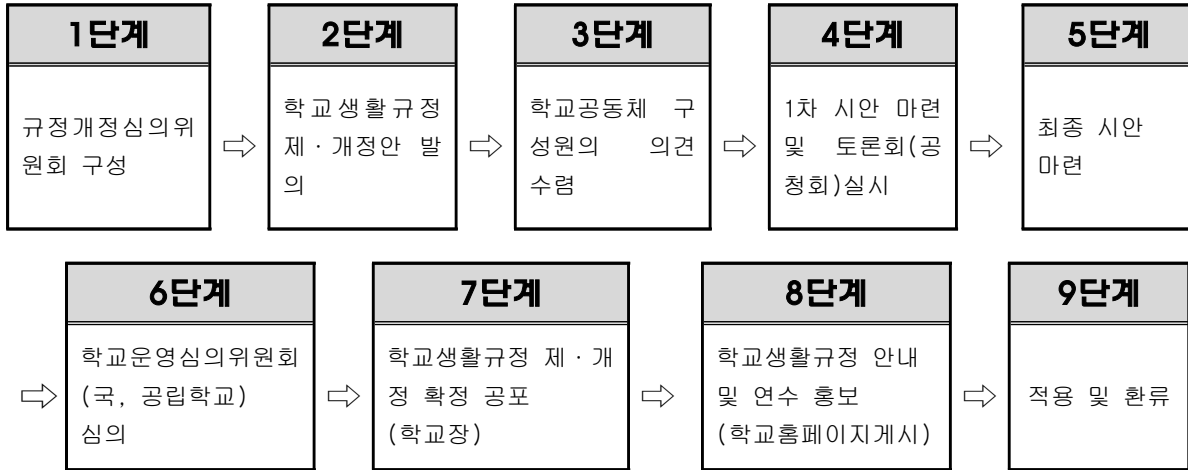 1단계
규정개정심의위
원회 구성
2단계
학교생활규정
제·개정안 발
의
3단계
학교공동체 구
성원의 의견
수렴
4단계
1차 시안 마련
및 토론회(공
청회)실시
5단계
최종 시안
마련
6단계
학교운영심의위원회
(국, 공립학교)
심의
7단계
학교생활규정 제·개
정 확정 공포
(학교장)
8단계
학교생활규정 안내
및 연수 홍보
(학교홈페이지게시)
9단계
적용 및 환류